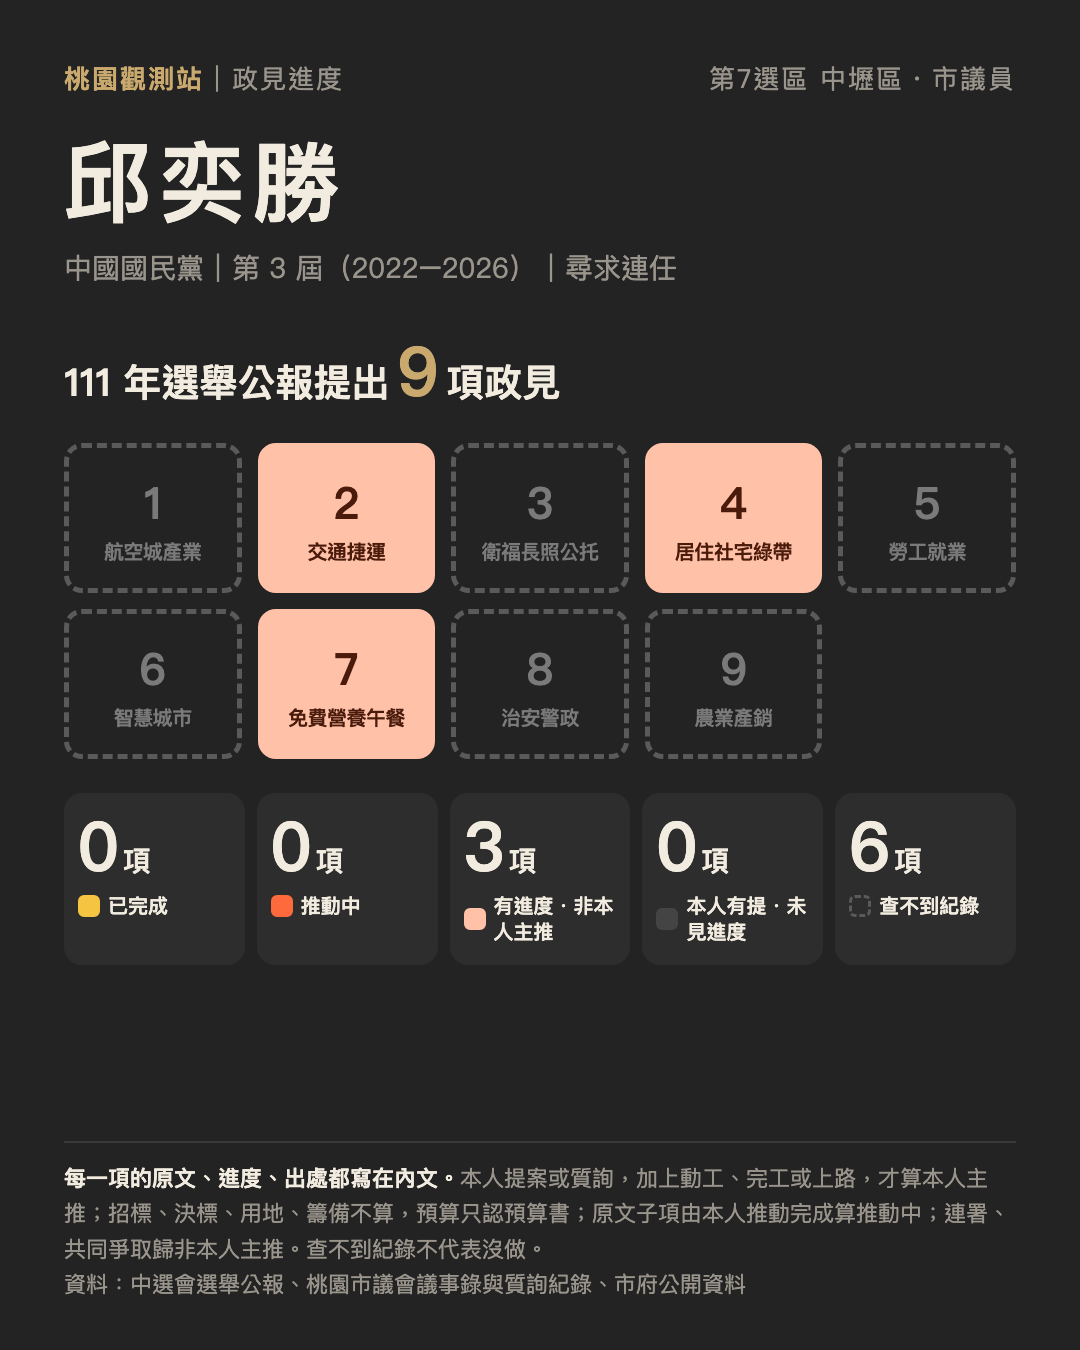 桃園觀測站｜政見進度
第7選區 中壢區·市議員
邱奕勝
中國國民黨｜第 3 屆（2022–2026）｜尋求連任
111 年選舉公報提出 9 項政見
1
航空城產業
2
交通捷運
3
衛福長照公托
4
居住社宅綠帶
5
勞工就業
6
智慧城市
7
免費營養午餐
8
治安警政
9
農業產銷
0項
已完成
0項
推動中
3項
有進度·非本
人主推
0項
本人有提·未
見進度
6項
查不到紀錄
每一項的原文、進度、出處都寫在內文。本人提案或質詢，加上動工、完工或上路，才算本人主
推；招標、決標、用地、籌備不算，預算只認預算書；原文子項由本人推動完成算推動中；連署、
共同爭取歸非本人主推。查不到紀錄不代表沒做。
資料：中選會選舉公報、桃園市議會議事錄與質詢紀錄、市府公開資料